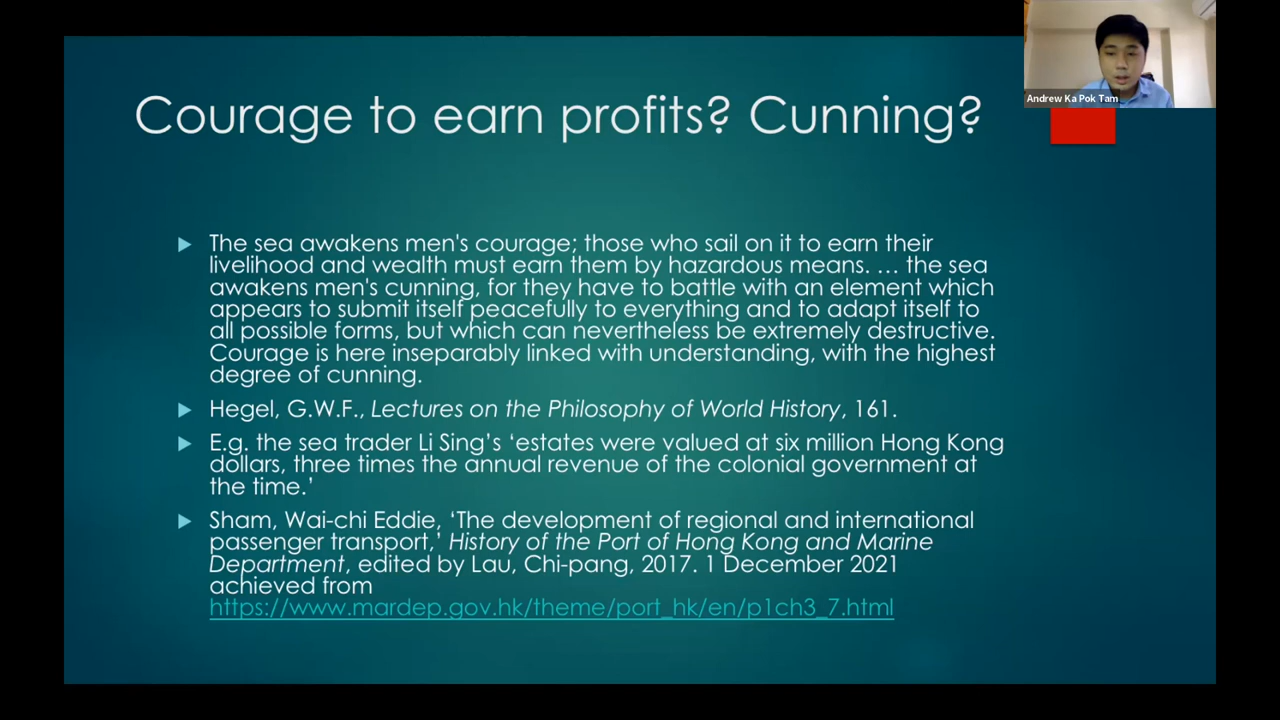 Andrew Ka Pok Tam
Courage to earn profits? Cunning?
The sea awakens men's courage; those who sail on it to earn their
livelihood and wealth must earn them by hazardous means. … the sea
awakens men's cunning, for they have to battle with an element which
appears to submit itself peacefully to everything and to adapt itself to
all possible forms, but which can nevertheless be extremely destructive.
Courage is here inseparably linked with understanding, with the highest
degree of cunning.
Hegel, G.W.F., Lectures on the Philosophy of World History, 161.
E.g. the sea trader Li Sing’s ‘estates were valued at six million Hong Kong
dollars, three times the annual revenue of the colonial government at
the time.’
Sham, Wai-chi Eddie, ‘The development of regional and international
passenger transport,’ History of the Port of Hong Kong and Marine
Department, edited by Lau, Chi-pang, 2017. 1 December 2021
achieved from
https://www.mardep.gov.hk/theme/port_hk/en/p1ch3_7.html